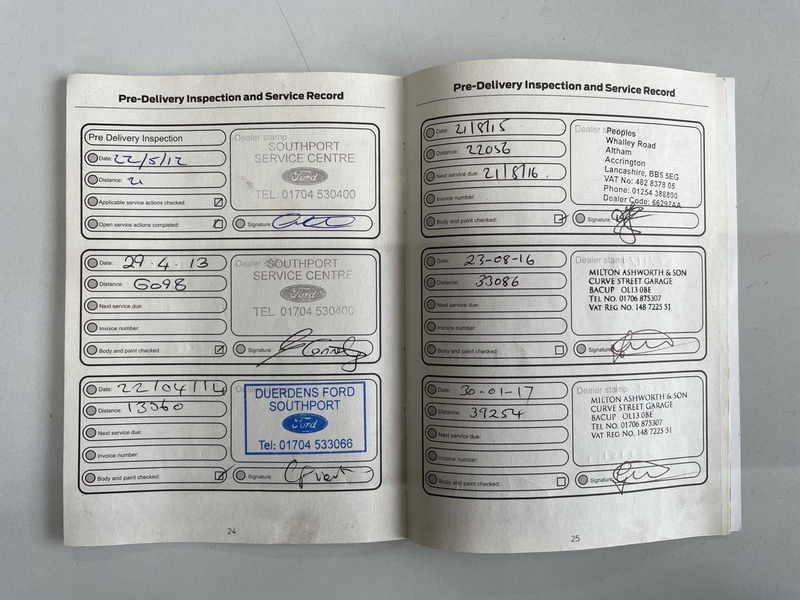 Pre-Delivery Inspection and Service Record
Pre Delivery Inspection
Date: 22/5/12
Distance: 21
Applicable service actions checked:
Open service actions completed:
Dealer stamp
SOUTHPORT
SERVICE CENTRE
Ford
TEL. 01704 530400
Signature:
Date: 29.4.13
Distance: 6098
Next service due:
Invoice number:
Body and paint checked:
Dealer
SOUTHPORT
SERVICE CENTRE
Ford
TEL. 01704 530400
Signature:
Date: 22/04/14
Distance: 13360
Next service due:
Invoice number:
Body and paint checked:
DUERDENS FORD
SOUTHPORT
Ford
Tel: 01704 533066
Signature:
24
Pre-Delivery Inspection and Service Record
Date: 21/8/15
Distance: 22056
Next service due: 21/8/16.
Invoice number:
Body and paint checked:
Dealer
Peoples
Whalley Road
Altham
Accrington
Lancashire, BB5 5EG
VAT No: 482 8378 05
Phone: 01254 388800
Dealer Code: 66292AA
Signature:
Date: 23-08-16
Distance: 33086
Next service due:
Invoice number:
Body and paint checked:
Dealer stamp
MILTON ASHWORTH & SON
CURVE STREET GARAGE
BACUP OL13 0BE
TEL NO. 01706 875307
VAT REG NO. 148 7225 51
Signature:
Date: 30-01-17
Distance: 39254
Next service due:
Invoice number:
Body and paint checked:
Dealer stamp
MILTON ASHWORTH & SON
CURVE STREET GARAGE
BACUP OL13 0BE
TEL NO. 01706 875307
VAT REG NO. 148 7225 51
Signature:
25